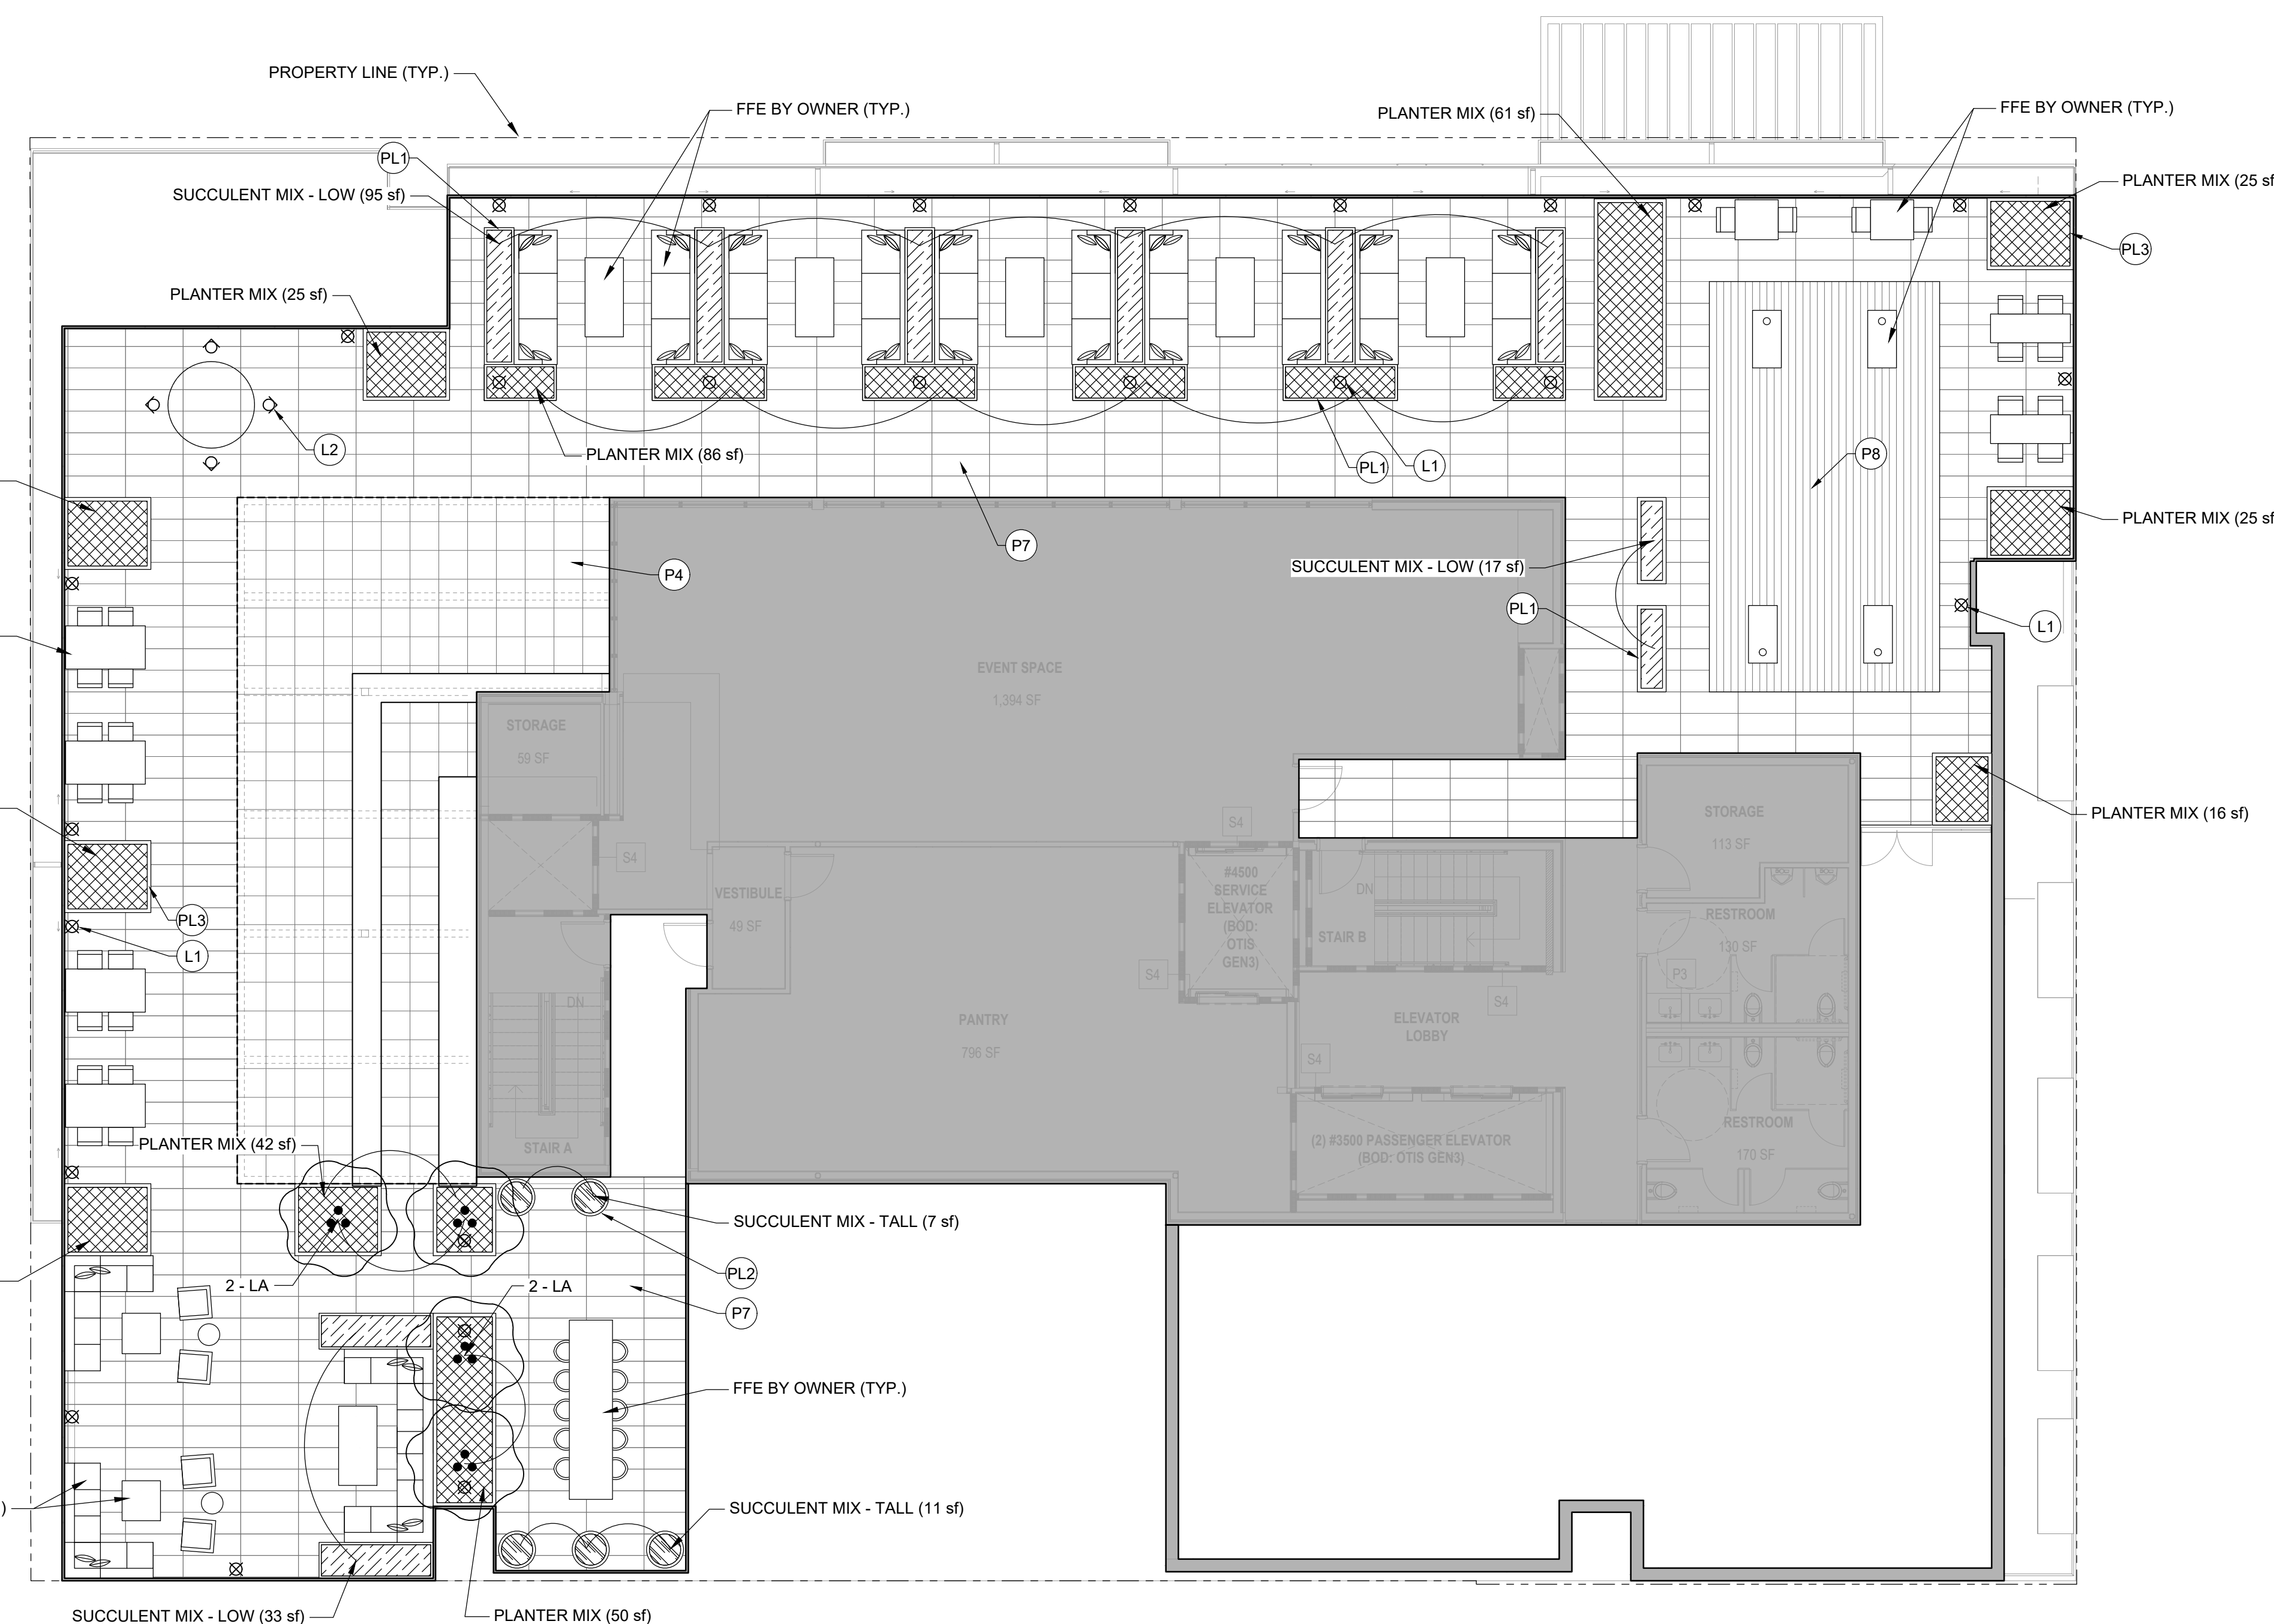 PROPERTY LINE (TYP.)
FFE BY OWNER (TYP.)
PLANTER MIX (61 sf)
FFE BY OWNER (TYP.)
PL1
SUCCULENT MIX - LOW (95 sf)
PLANTER MIX (25 sf
PL3
PLANTER MIX (25 sf)
L2
PLANTER MIX (86 sf)
PL1
L1
P8
PLANTER MIX (25 sf
P7
P4
SUCCULENT MIX - LOW (17 sf)
PL1
L1
EVENT SPACE
1,394 SF
STORAGE
59 SF
STORAGE
113 SF
PLANTER MIX (16 sf)
S4
S4
VESTIBULE
49 SF
#4500
SERVICE
ELEVATOR
(BOD:
OTIS
GEN3)
DN
STAIR B
RESTROOM
130 SF
PL3
L1
S4
S4
P3
DN
PANTRY
796 SF
ELEVATOR
LOBBY
S4
STAIR A
(2) #3500 PASSENGER ELEVATOR
(BOD: OTIS GEN3)
RESTROOM
170 SF
PLANTER MIX (42 sf)
SUCCULENT MIX - TALL (7 sf)
PL2
2 - LA
2 - LA
P7
FFE BY OWNER (TYP.)
)
SUCCULENT MIX - TALL (11 sf)
SUCCULENT MIX - LOW (33 sf)
PLANTER MIX (50 sf)